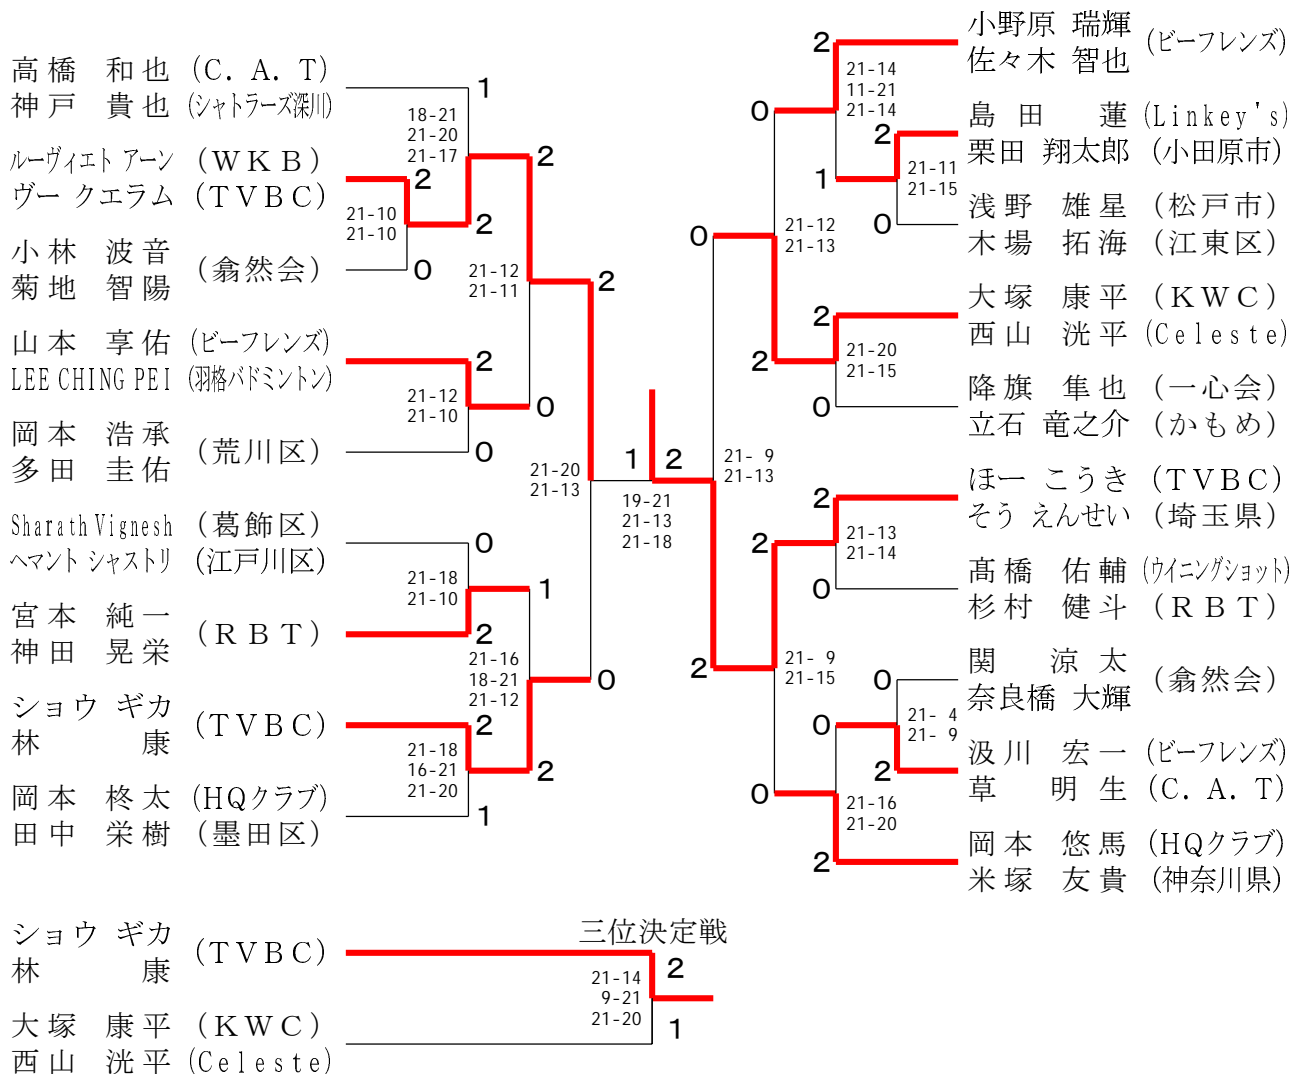 高橋 和也 (C. A. T)
神戸 貴也 (シャトラーズ深川)
ルーヴィエト アーン (WKB)
ヴー クエラム (TVBC)
小林 波音
菊地 智陽
(翕然会)
山本 享佑 (ビーフレンズ)
LEE CHING PEI (羽格バドミントン)
岡本 浩承
多田 圭佑
(荒川区)
Sharath Vignesh (葛飾区)
ヘマント シャストリ (江戸川区)
宮本 純一
神田 晃栄
(RBT)
ショウ ギカ
林 康
(TVBC)
岡本 柊太 (HQクラブ)
田中 栄樹 (墨田区)
1
18-21
21-20
21-17
2
2
21-10
21-10
0
2
21-12
21-11
2
21-12
21-10
0
0
2
21-20
21-13
0
21-18
21-10
2
1
21-16
18-21
21-12
2
21-18
16-21
21-20
1
2
0
1
2
19-21
21-13
21-18
小野原 瑞輝
佐々木 智也
(ビーフレンズ)
島田 蓮 (Linkey's)
栗田 翔太郎 (小田原市)
浅野 雄星 (松戸市)
木場 拓海 (江東区)
大塚 康平 (KWC)
西山 洸平 (Celeste)
降旗 隼也 (一心会)
立石 竜之介 (かもめ)
ほー こうき (TVBC)
そう えんせい (埼玉県)
髙橋 佑輔 (ウイニングショット)
杉村 健斗 (RBT)
関 涼太
奈良橋 大輝
(翕然会)
汲川 宏一 (ビーフレンズ)
草 明生 (C. A. T)
岡本 悠馬 (HQクラブ)
米塚 友貴 (神奈川県)
2
21-14
11-21
21-14
0
2
21-11
21-15
1
0
21-12
21-13
0
2
21-20
21-15
2
0
21- 9
21-13
2
21-13
21-14
2
0
2
21- 9
21-15
0
21- 4
21- 9
0
2
0
21-16
21-20
2
三位決定戦
ショウ ギカ
林 康
(TVBC)
2
21-14
9-21
21-20
1
大塚 康平 (KWC)
西山 洸平 (Celeste)